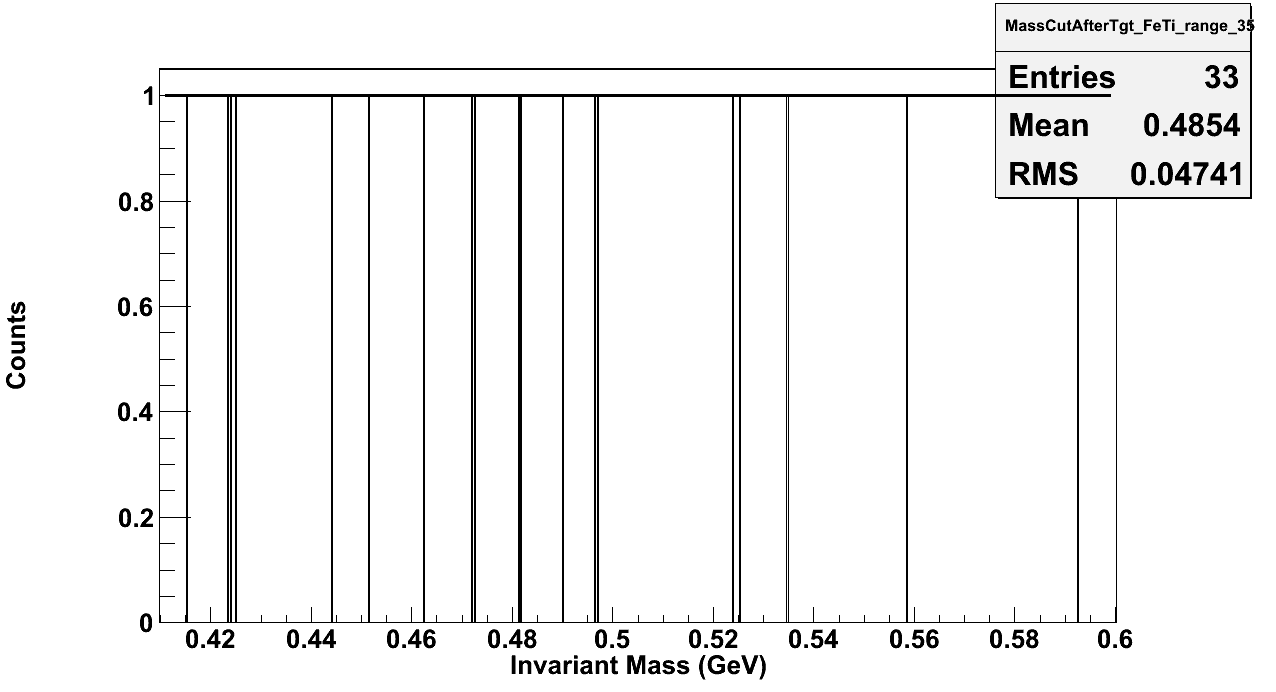 MassCutAfterTgt_FeTi_range_35
Entries 33
Mean 0.4854
RMS 0.04741
1
0.8
0.6
0.4
0.2
0
Counts
0.42 0.44 0.46 0.48 0.5 0.52 0.54 0.56 0.58 0.6
Invariant Mass (GeV)